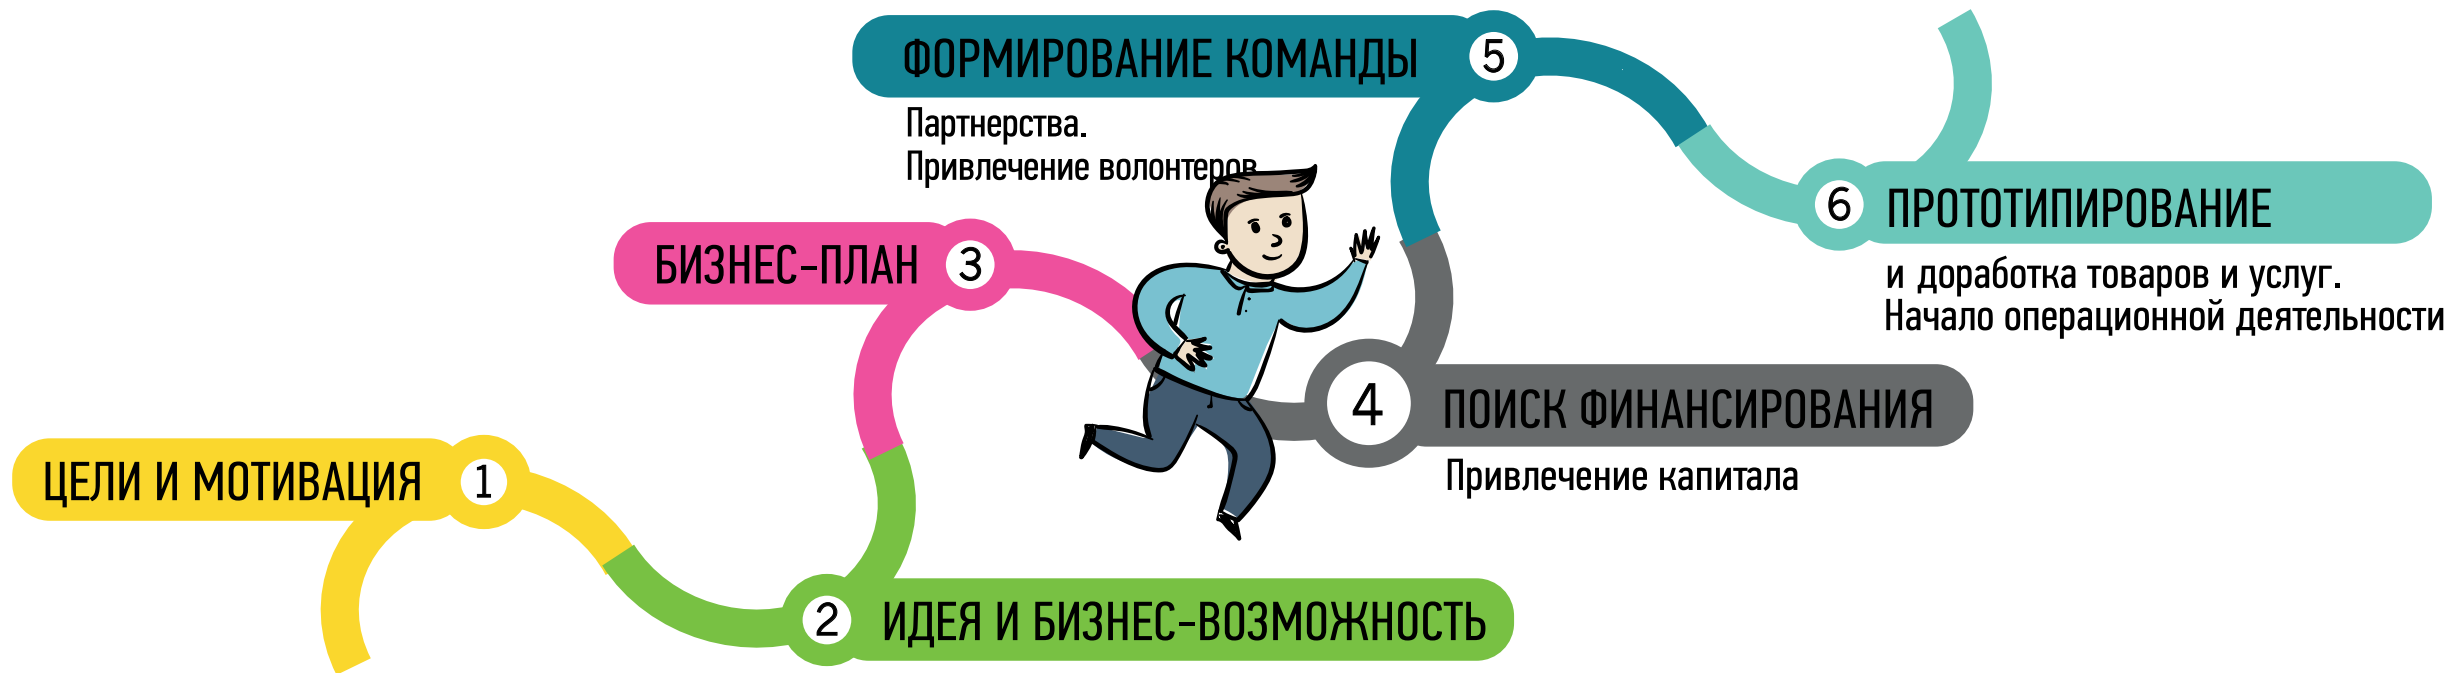 ЦЕЛИ И МОТИВАЦИЯ 1
2 ИДЕЯ И БИЗНЕС-ВОЗМОЖНОСТЬ
БИЗНЕС-ПЛАН 3
4 ПОИСК ФИНАНСИРОВАНИЯ
Привлечение капитала
ФОРМИРОВАНИЕ КОМАНДЫ 5
Партнерства.
Привлечение волонтеров
6 ПРОТОТИПИРОВАНИЕ
и доработка товаров и услуг.
Начало операционной деятельности